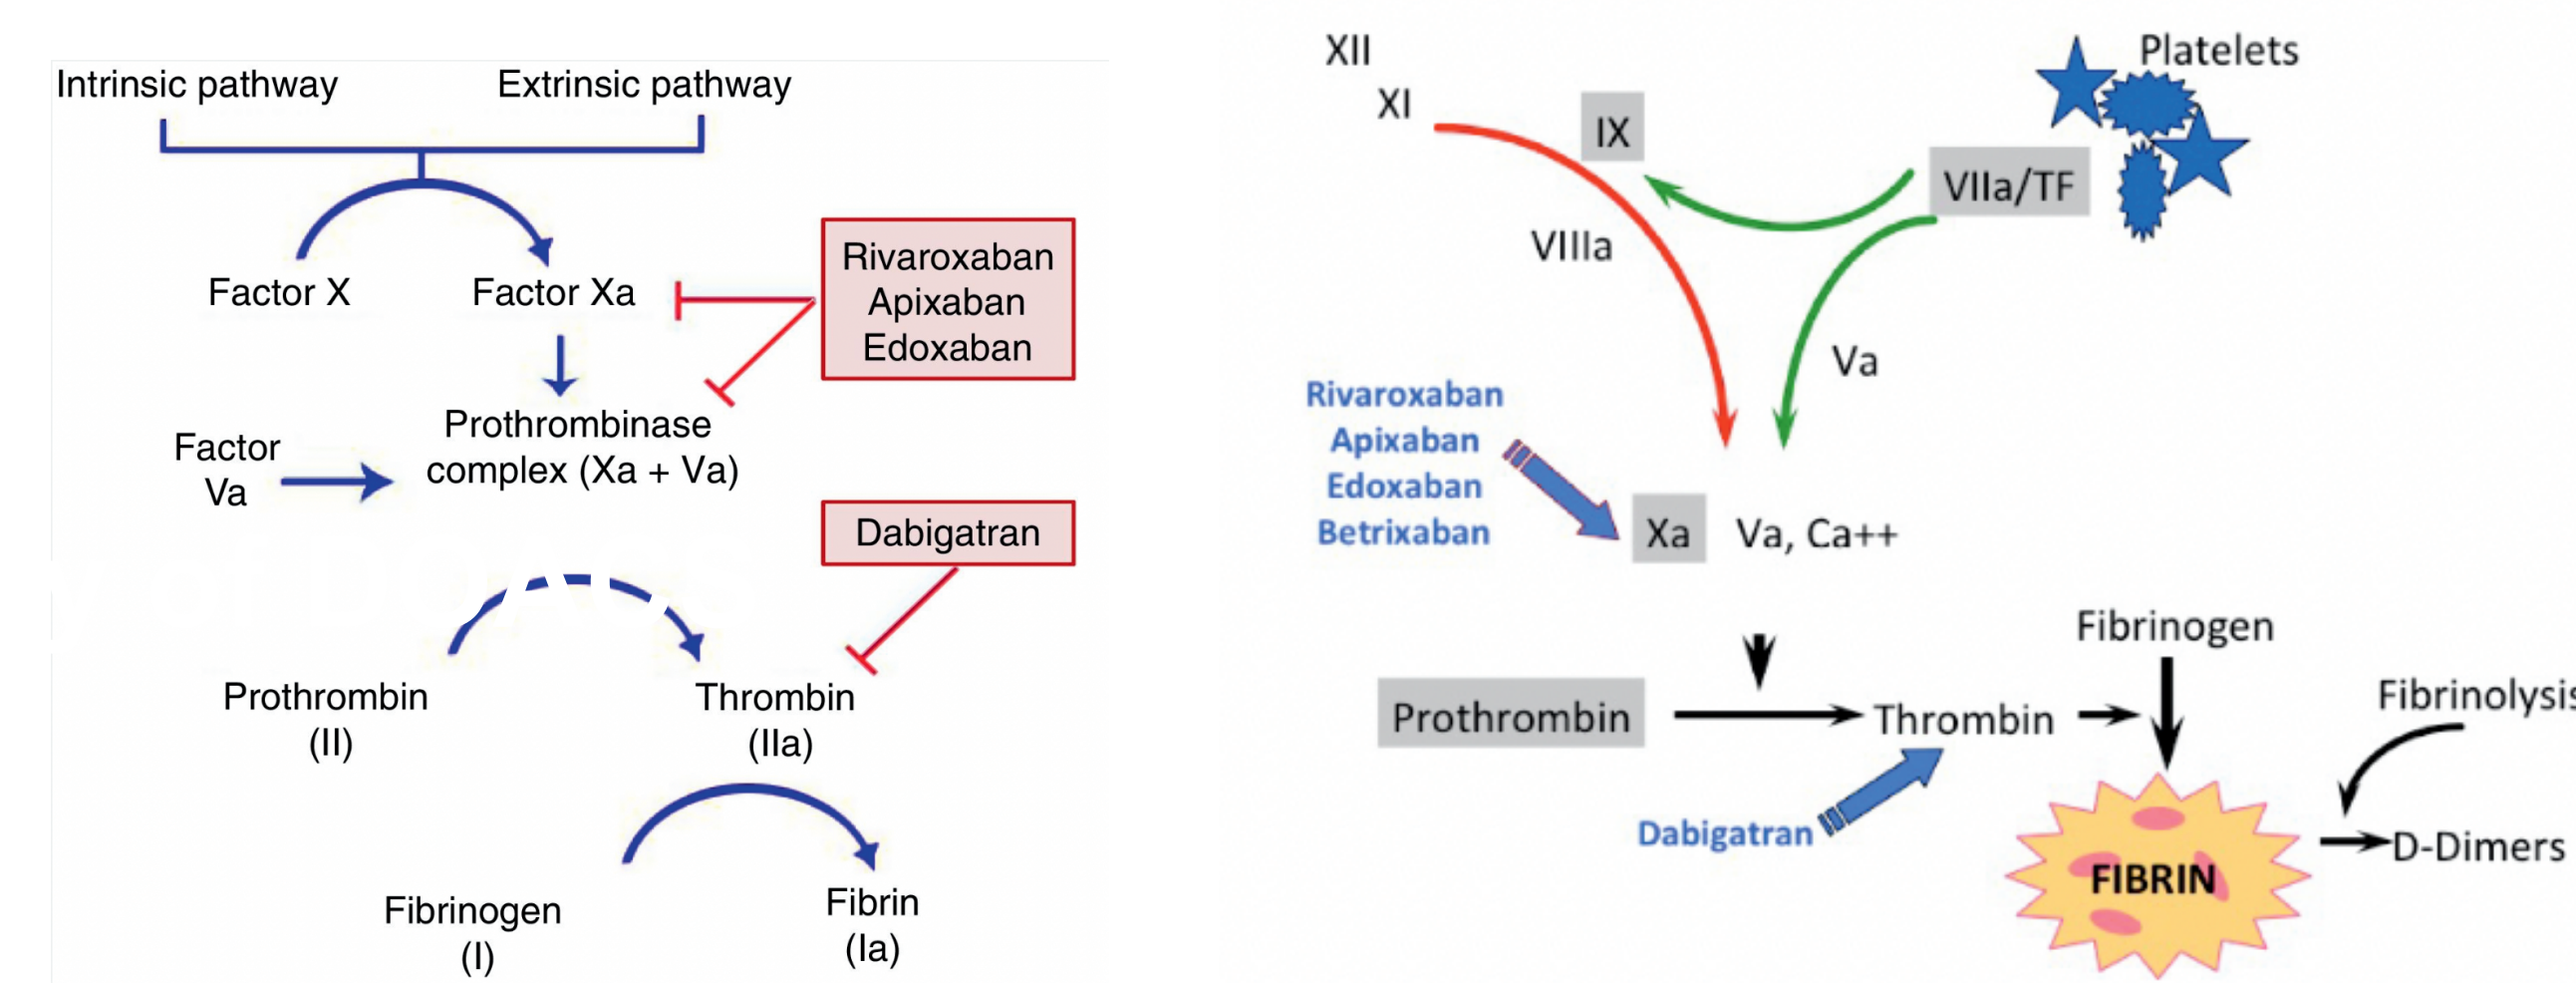 Intrinsic pathway
Extrinsic pathway
Factor X
Factor Xa
Rivaroxaban
Apixaban
Edoxaban
Factor
Va
Prothrombinase
complex (Xa + Va)
Dabigatran
Prothrombin
(II)
Thrombin
(IIa)
Fibrinogen
(I)
Fibrin
(Ia)
XII
XI
IX
VIIIa
VIIa/TF
Platelets
Va
Rivaroxaban
Apixaban
Edoxaban
Betrixaban
Xa
Va, Ca++
Prothrombin
Thrombin
Fibrinogen
Fibrinolysis
Dabigatran
FIBRIN
D-Dimers